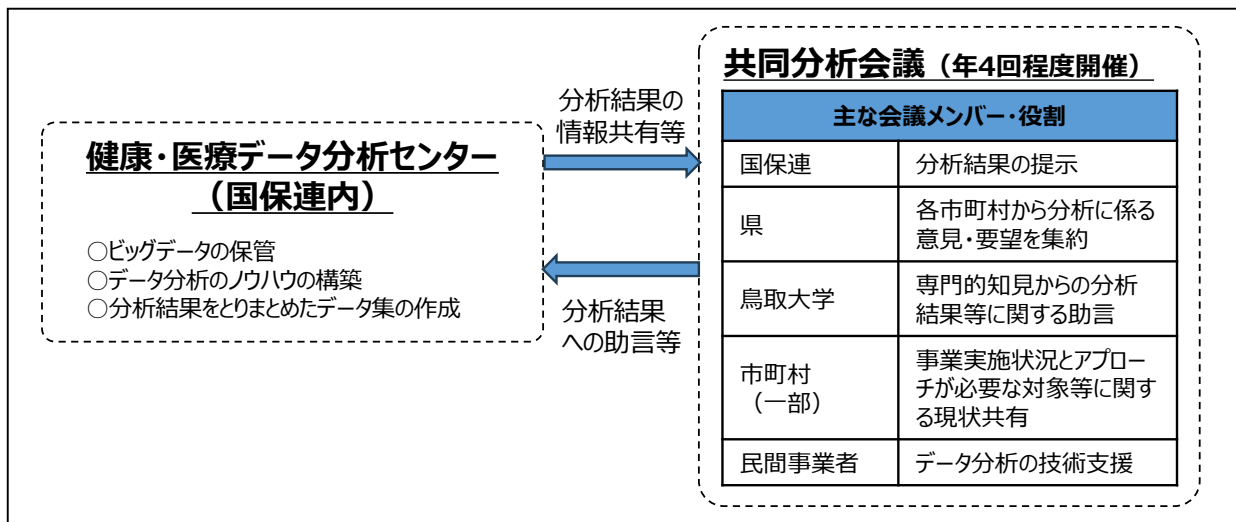 健康・医療データ分析センター
（国保連内）
○ビッグデータの保管
○データ分析のノウハウの構築
○分析結果をとりまとめたデータ集の作成
分析結果の
情報共有等
分析結果
への助言等
共同分析会議（年4回程度開催）
主な会議メンバー・役割
国保連 分析結果の提示
県 各市町村から分析に係る
意見・要望を集約
鳥取大学 専門的知見からの分析
結果等に関する助言
市町村
（一部） 事業実施状況とアプロー
チが必要な対象等に関す
る現状共有
民間事業者 データ分析の技術支援